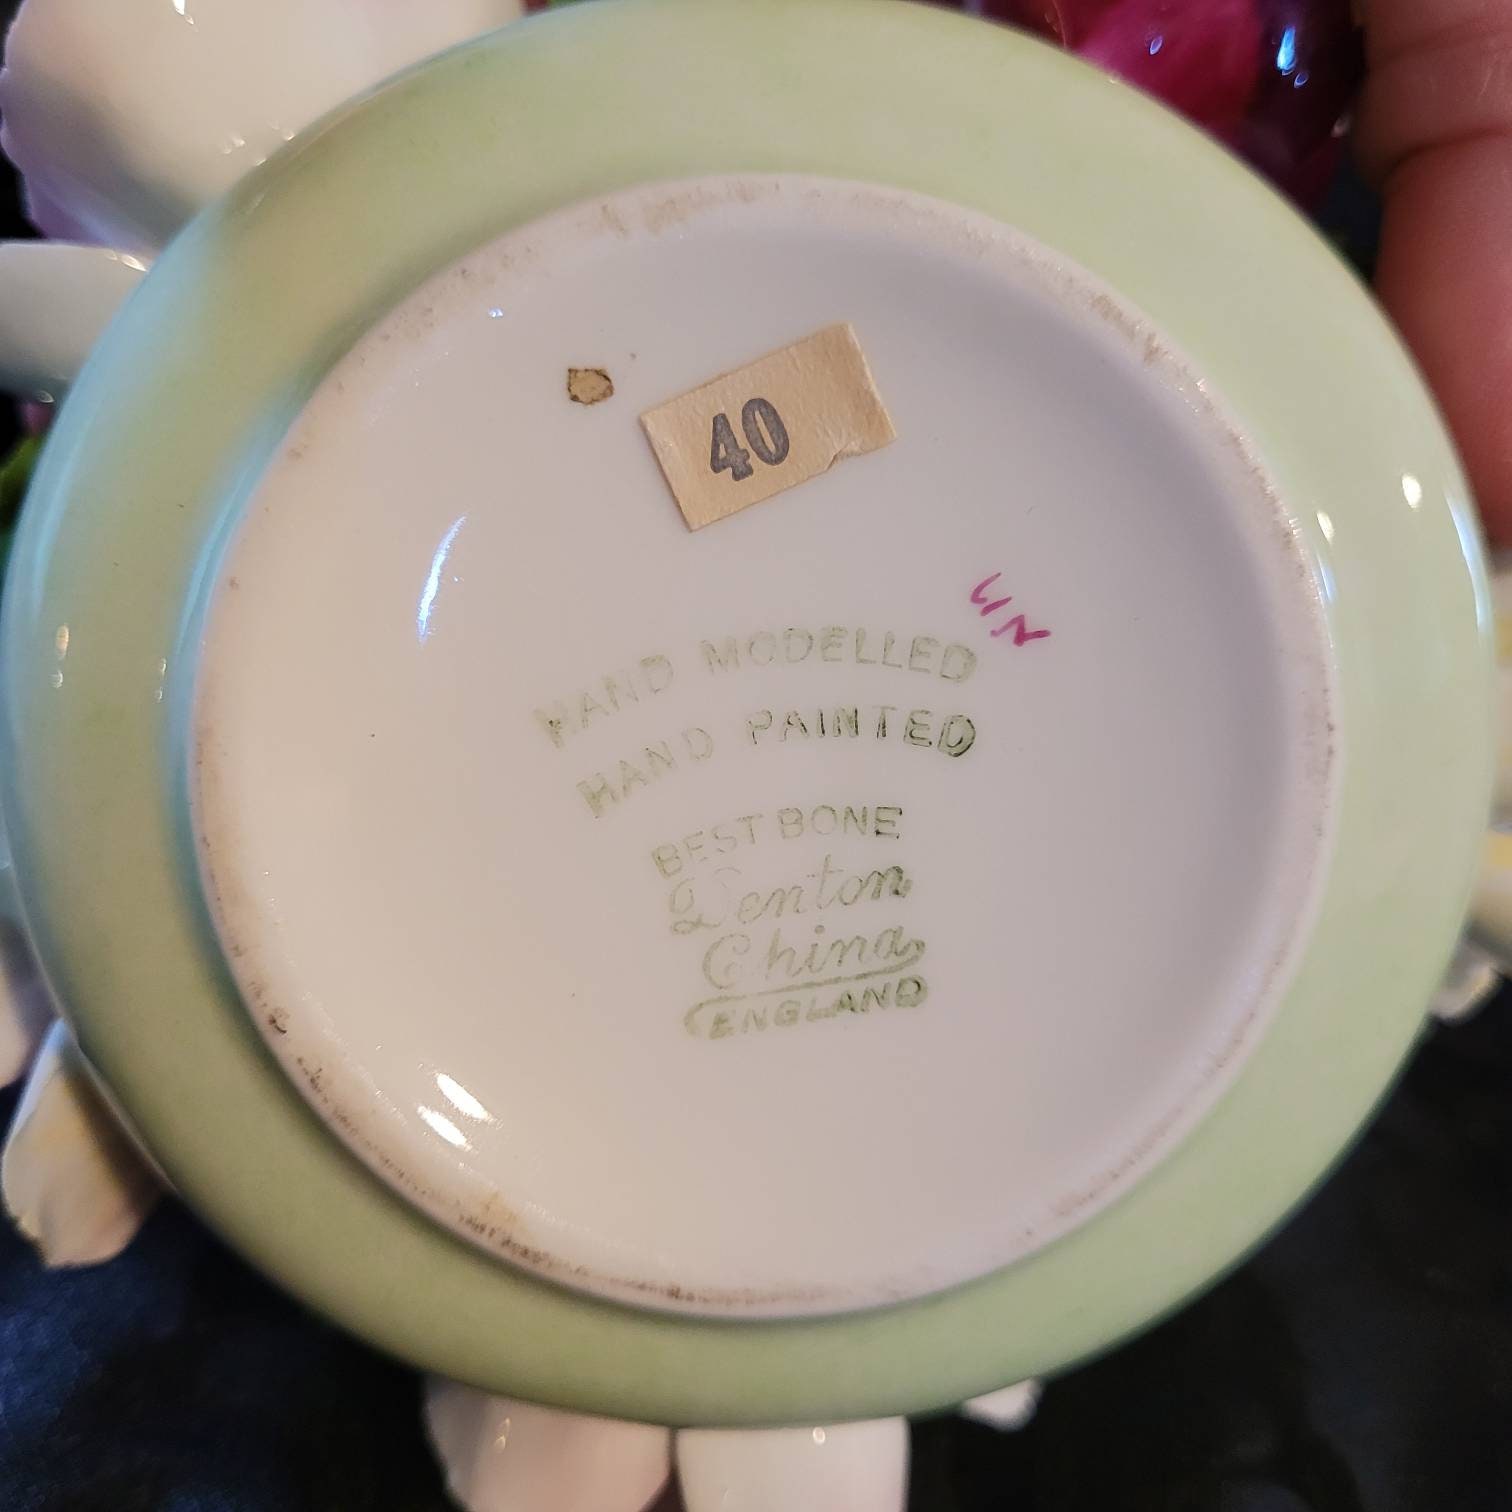 40
HAND MODELLED
HAND PAINTED
BEST BONE
Denton
China
ENGLAND